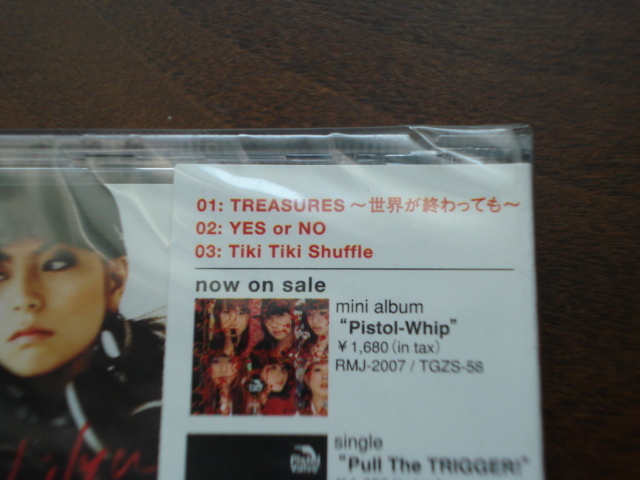 01: TREASURES ～世界が終わっても～
02: YES or NO
03: Tiki Tiki Shuffle
now on sale
mini album
“Pistol-Whip”
￥1,680(in tax)
RMJ-2007 / TGZS-58
single
“Pull The TRIGGER!”